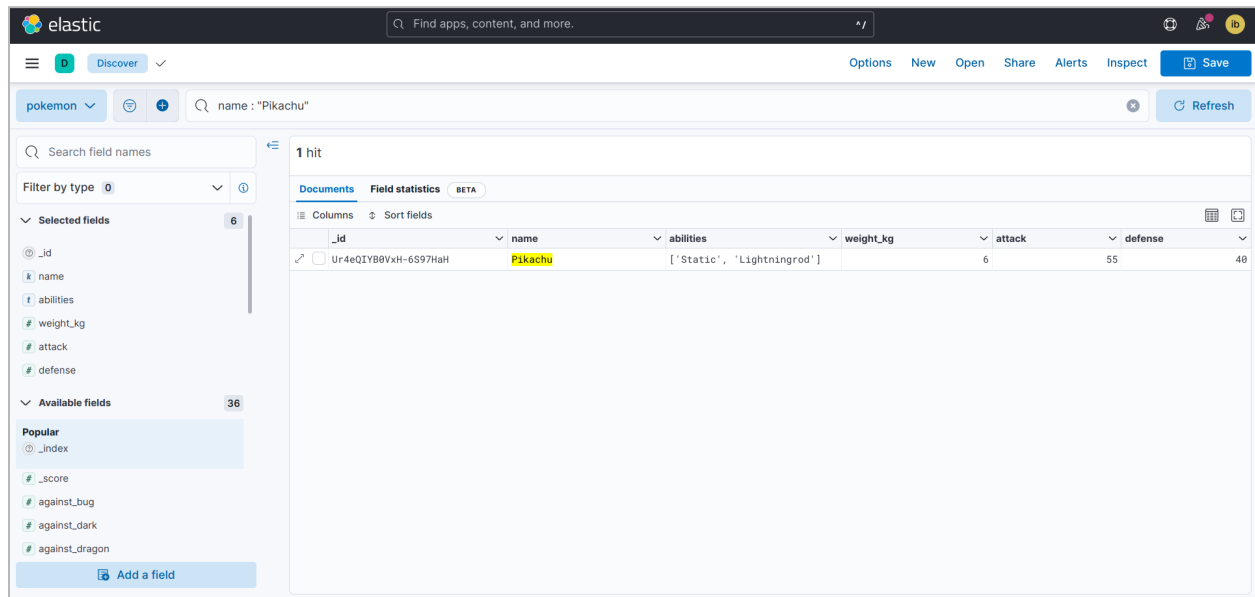 elastic
Find apps, content, and more.
^/
ib
D
Discover
Options
New
Open
Share
Alerts
Inspect
Save
pokemon
name : "Pikachu"
Refresh
Search field names
1 hit
Filter by type 0
Documents
Field statistics
BETA
Selected fields 6
Columns
Sort fields
_id
name
abilities
weight_kg
attack
defense
Ur4eQIYB0VxH-6S97HaH
Pikachu
['Static', 'Lightningrod']
6
55
40
_id
k name
t abilities
# weight_kg
# attack
# defense
Available fields 36
Popular
_index
# _score
# against_bug
# against_dark
# against_dragon
Add a field